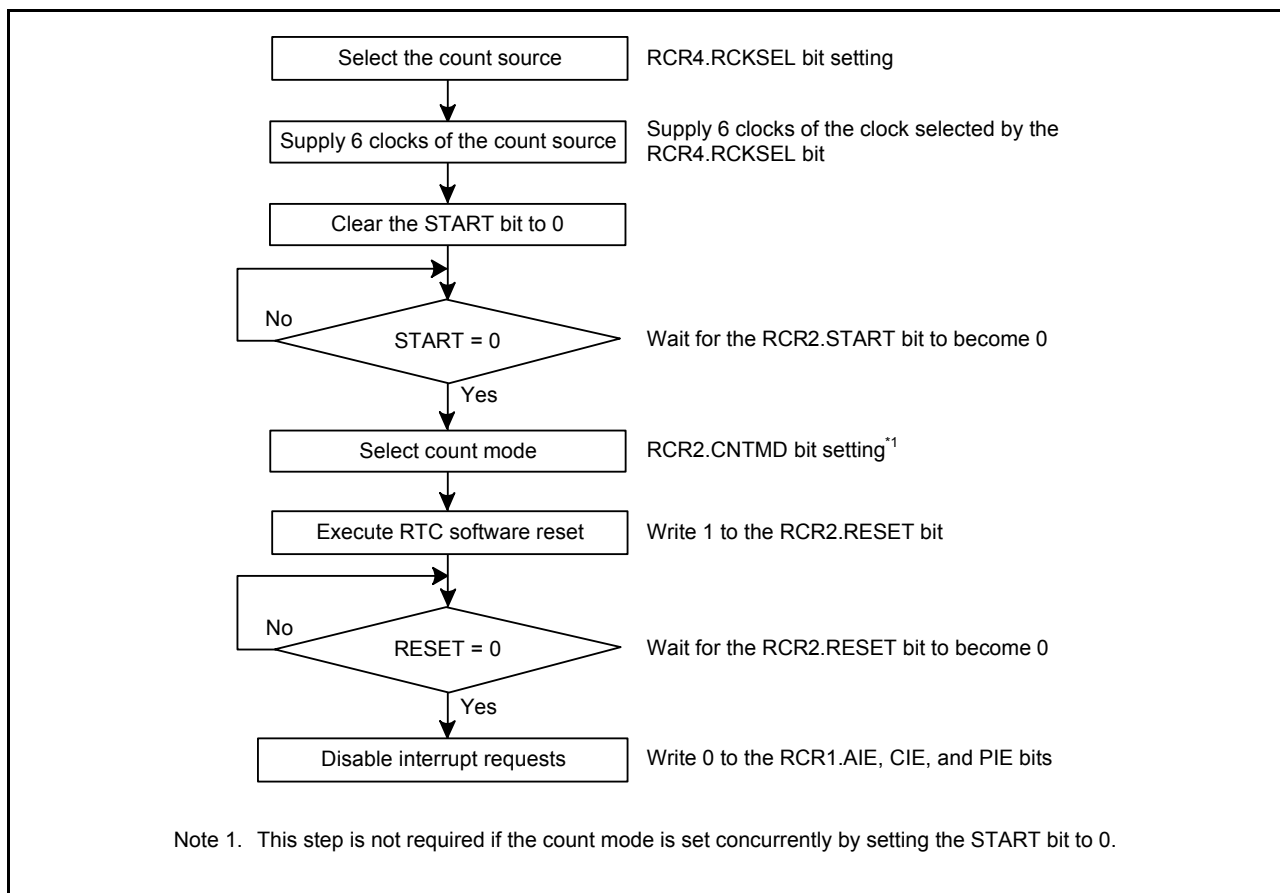 Select the count source
RCR4.RCKSEL bit setting
Supply 6 clocks of the count source
Supply 6 clocks of the clock selected by the
RCR4.RCKSEL bit
Clear the START bit to 0
No
START = 0
Wait for the RCR2.START bit to become 0
Yes
Select count mode
RCR2.CNTMD bit setting*1
Execute RTC software reset
Write 1 to the RCR2.RESET bit
No
RESET = 0
Wait for the RCR2.RESET bit to become 0
Yes
Disable interrupt requests
Write 0 to the RCR1.AIE, CIE, and PIE bits
Note 1. This step is not required if the count mode is set concurrently by setting the START bit to 0.